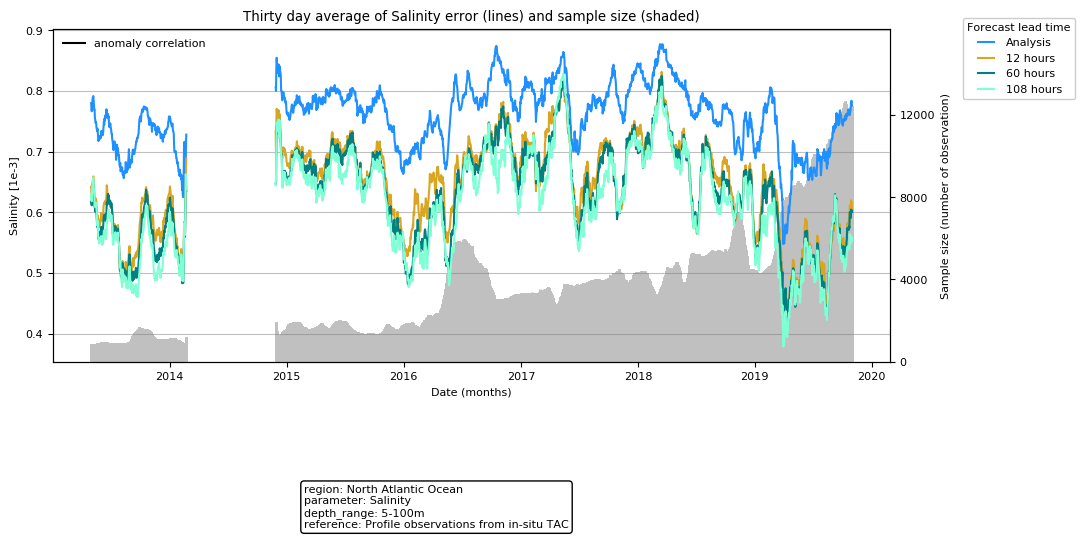 Thirty day average of Salinity error (lines) and sample size (shaded)
Forecast lead time
Analysis
12 hours
60 hours
108 hours
anomaly correlation
0.9
0.8
0.7
0.6
0.5
0.4
Salinity [1e-3]
12000
8000
4000
0
Sample size (number of observation)
2014
2015
2016
2017
2018
2019
2020
Date (months)
region: North Atlantic Ocean
parameter: Salinity
depth_range: 5-100m
reference: Profile observations from in-situ TAC